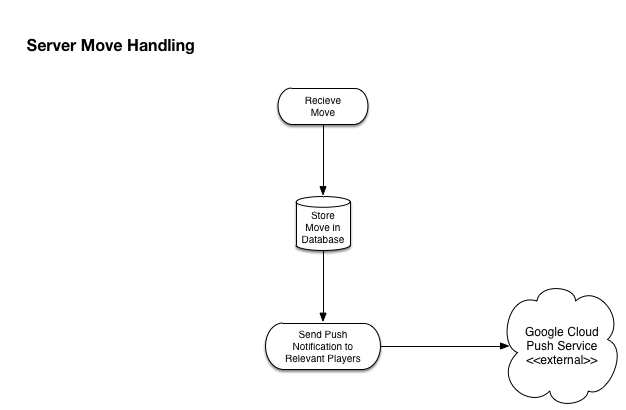 Server Move Handling
Recieve
Move
Store
Move in
Database
Send Push
Notification to
Relevant Players
Google Cloud
Push Service
<<external>>